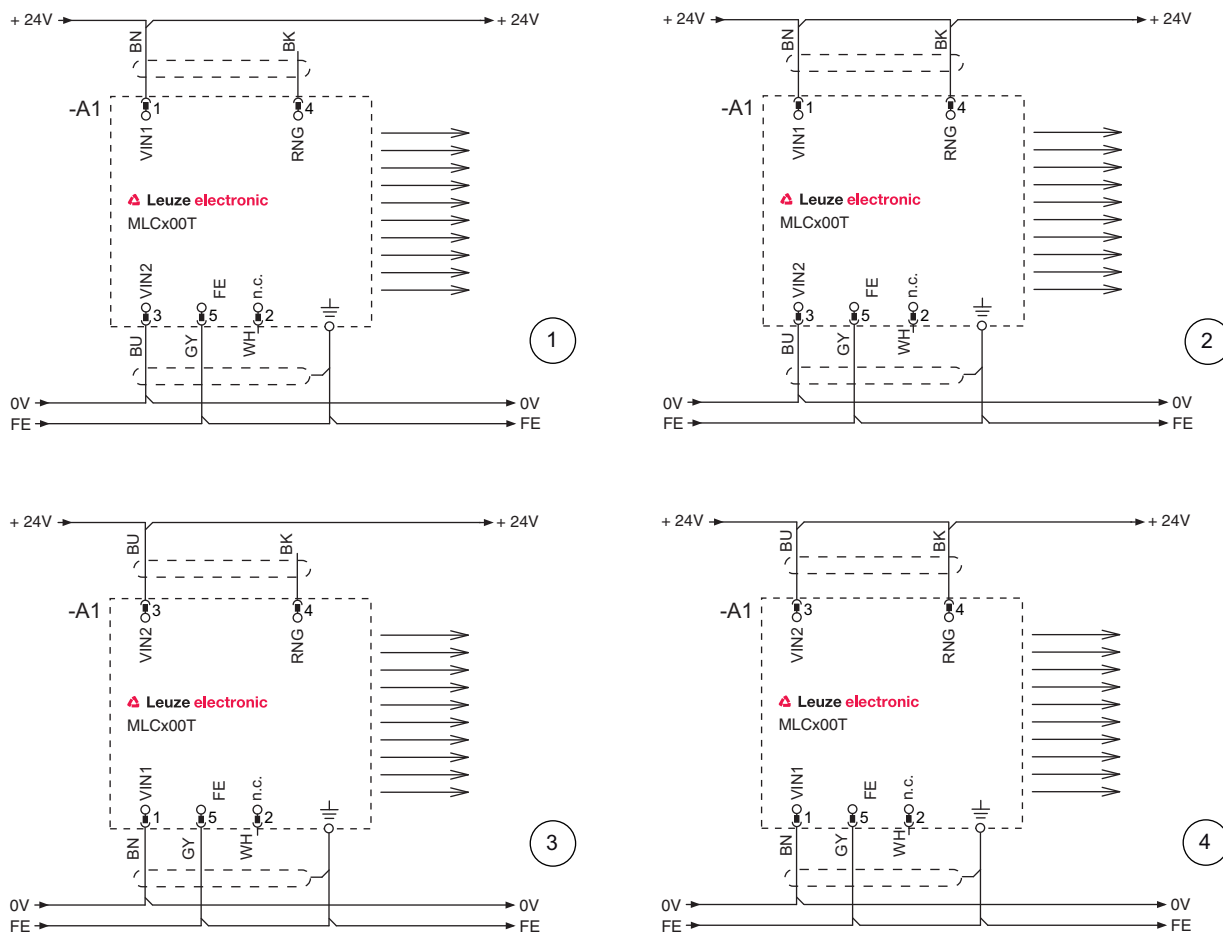 + 24V + 24V
BN BK
-A1 1 4
VIN1 RNG
Leuze electronic
MLCx00T
VIN2 FE n.c.
3 5 2
BU GY WH
1
0V 0V
FE FE
+ 24V + 24V
BN BK
-A1 1 4
VIN1 RNG
Leuze electronic
MLCx00T
VIN2 FE n.c.
3 5 2
BU GY WH
2
0V 0V
FE FE
+ 24V + 24V
BU BK
-A1 3 4
VIN2 RNG
Leuze electronic
MLCx00T
VIN1 FE n.c.
1 5 2
BN GY WH
3
0V 0V
FE FE
+ 24V + 24V
BU BK
-A1 3 4
VIN2 RNG
Leuze electronic
MLCx00T
VIN1 FE n.c.
1 5 2
BN GY WH
4
0V 0V
FE FE